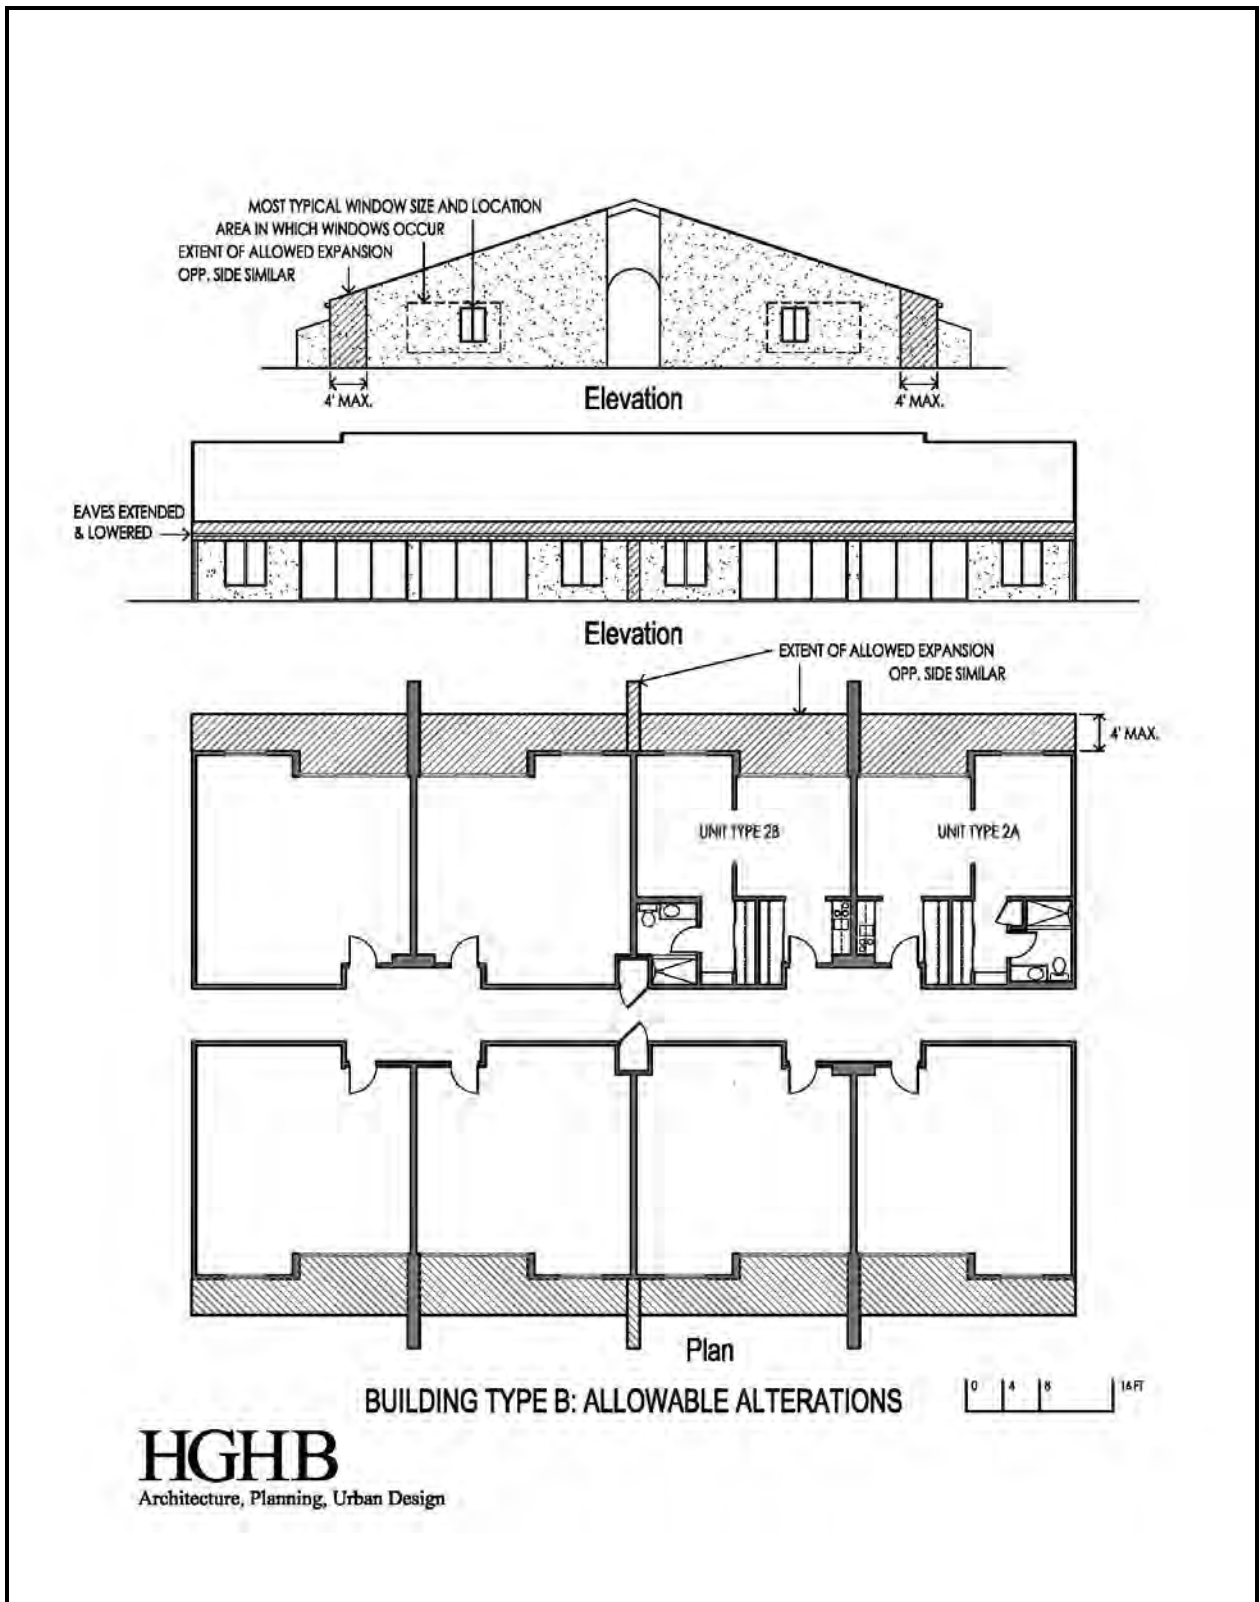 MOST TYPICAL WINDOW SIZE AND LOCATION
AREA IN WHICH WINDOWS OCCUR
EXTENT OF ALLOWED EXPANSION
OPP. SIDE SIMILAR
4' MAX.
4' MAX.
Elevation
EAVES EXTENDED
& LOWERED
Elevation
EXTENT OF ALLOWED EXPANSION
OPP. SIDE SIMILAR
4' MAX.
UNIT TYPE 2B
UNIT TYPE 2A
Plan
BUILDING TYPE B: ALLOWABLE ALTERATIONS
0 4 8 16 FT
HGHB
Architecture, Planning, Urban Design